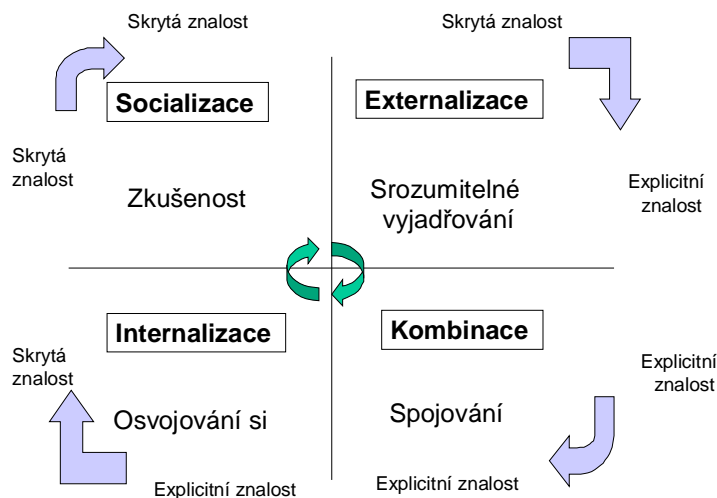 Skrytá znalost
Skrytá znalost
Socializace
Externalizace
Skrytá
znalost
Zkušenost
Srozumitelné
vyjadřování
Explicitní
znalost
Internalizace
Kombinace
Skrytá
znalost
Explicitní
znalost
Osvojování si
Spojování
Explicitní znalost
Explicitní znalost